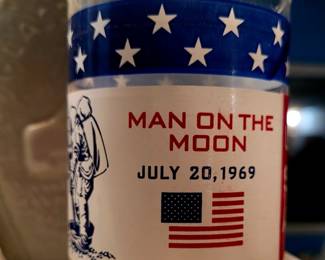 MAN ON THE
MOON
JULY 20, 1969